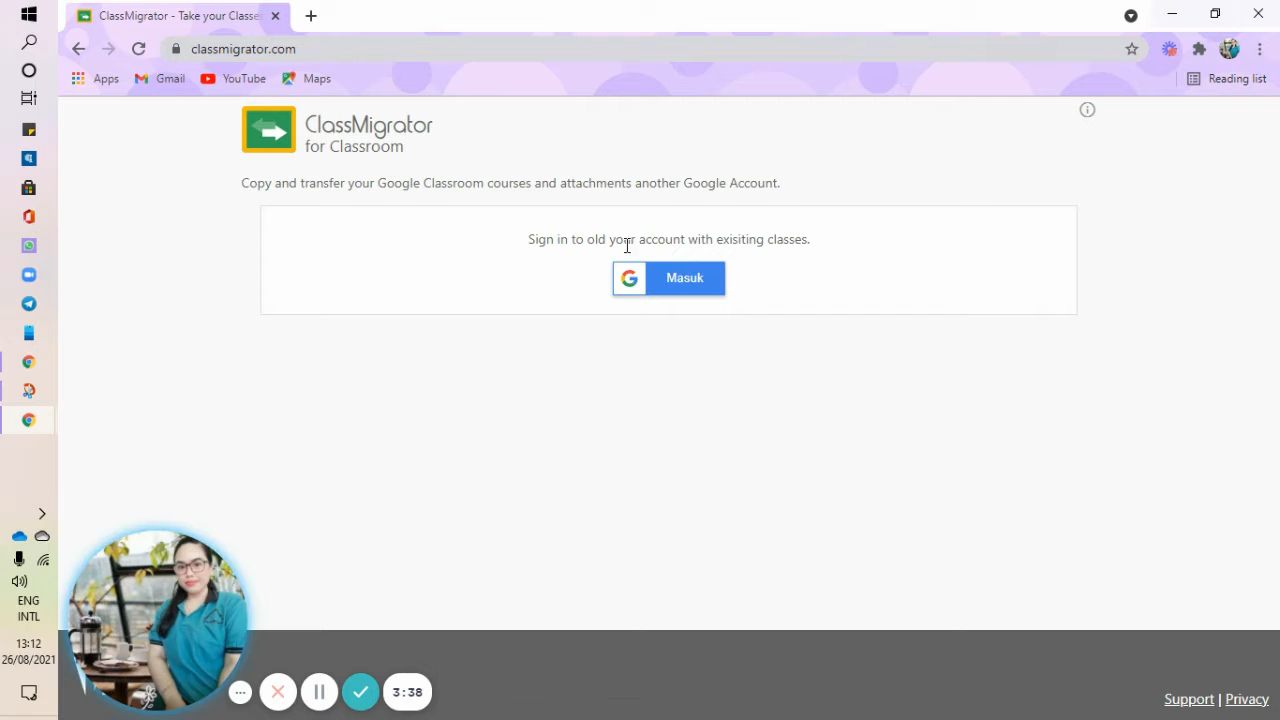 ClassMigrator - Take your Classe
classmigrator.com
Apps
Gmail
YouTube
Maps
Reading list
ClassMigrator
for Classroom
Copy and transfer your Google Classroom courses and attachments another Google Account.
Sign in to old your account with exisiting classes.
G Masuk
ENG
INTL
13:12
26/08/2021
3:38
Support | Privacy